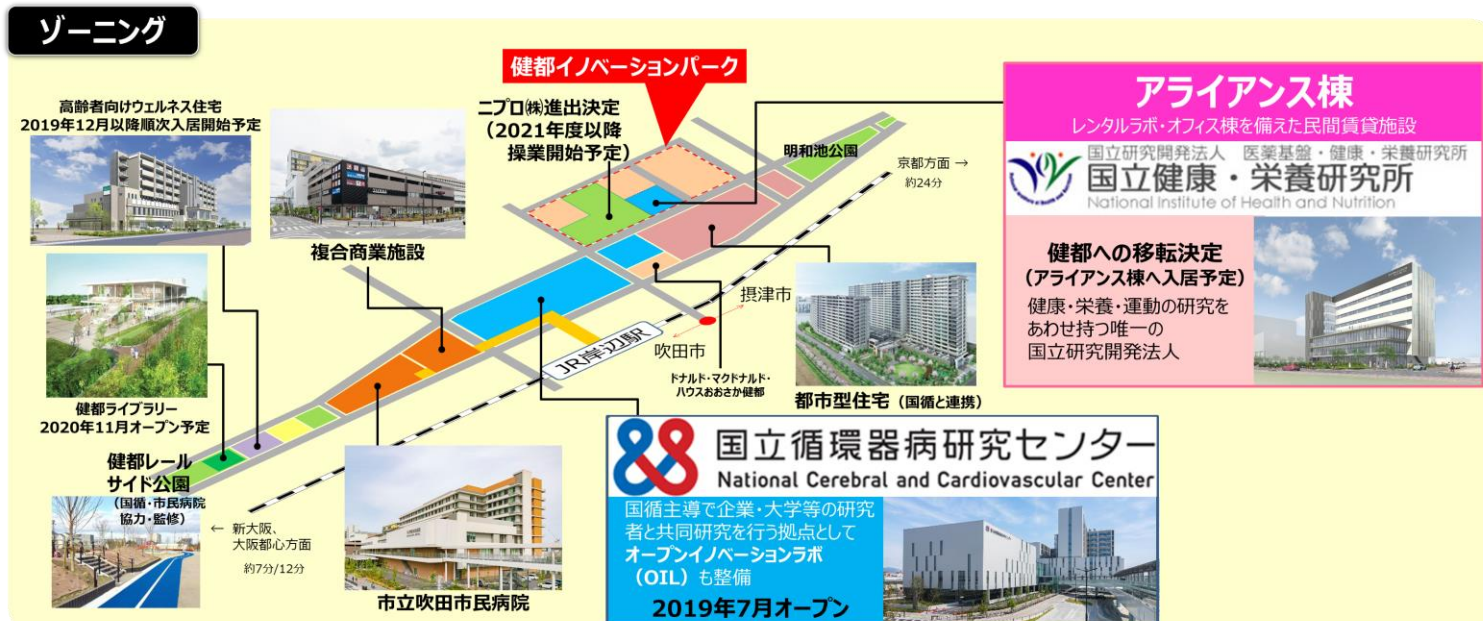 ゾーニング
健都イノベーションパーク
高齢者向けウェルネス住宅
2019年12月以降順次入居開始予定
複合商業施設
ニプロ㈱進出決定
(2021年度以降
操業開始予定)
明和池公園
京都方面 →
約24分
アライアンス棟
レンタルラボ・オフィス棟を備えた民間賃貸施設
国立研究開発法人 医薬基盤・健康・栄養研究所
国立健康・栄養研究所
National Institute of Health and Nutrition
健都への移転決定
(アライアンス棟へ入居予定)
健康・栄養・運動の研究を
あわせ持つ唯一の
国立研究開発法人
健都ライブラリー
2020年11月オープン予定
JR岸辺駅
摂津市
吹田市
ドナルド・マクドナルド・
ハウスおおさか健都
都市型住宅 (国循と連携)
健都レール
サイド公園
(国循・市民病院
協力・監修)
← 新大阪、
大阪都心方面
約7分/12分
市立吹田市民病院
国立循環器病研究センター
National Cerebral and Cardiovascular Center
国循主導で企業・大学等の研究
者と共同研究を行う拠点として
オープンイノベーションラボ
(OIL)も整備
2019年7月オープン